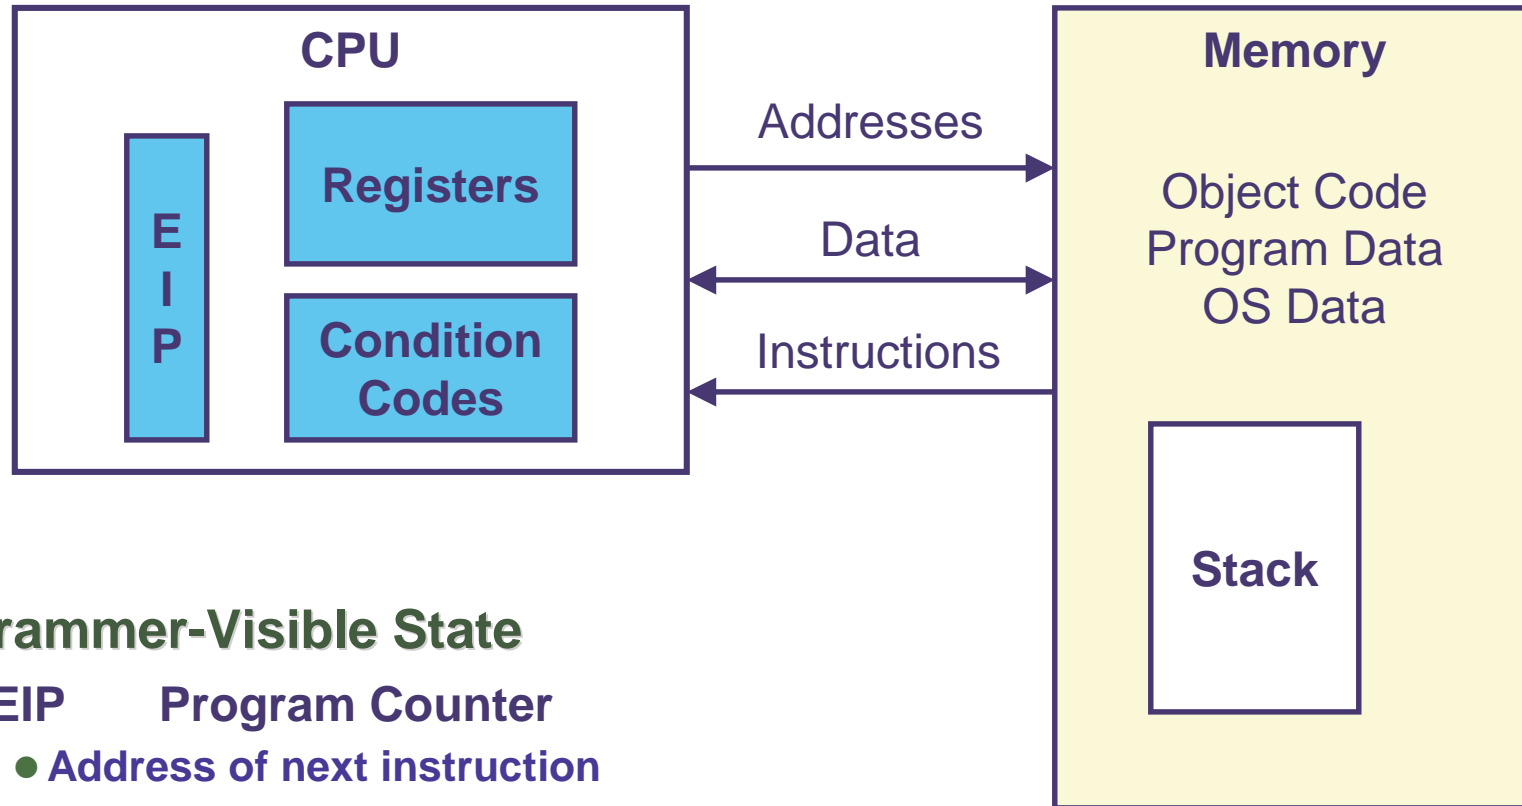 CPU
E
I
P
Registers
Condition
Codes
Addresses
Data
Instructions
Memory
Object Code
Program Data
OS Data
Stack
rammer-Visible State
EIP Program Counter
● Address of next instruction